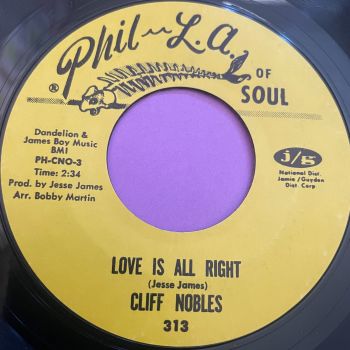 Phil-L.A.
OF
SOUL
®
Dandelion &
James Boy Music
BMI
PH-CNO-3
Time: 2:34
Prod. by Jesse James
Arr. Bobby Martin
j/g
National Dist.
Jamie/Guyden
Dist. Corp
LOVE IS ALL RIGHT
(Jesse James)
CLIFF NOBLES
313